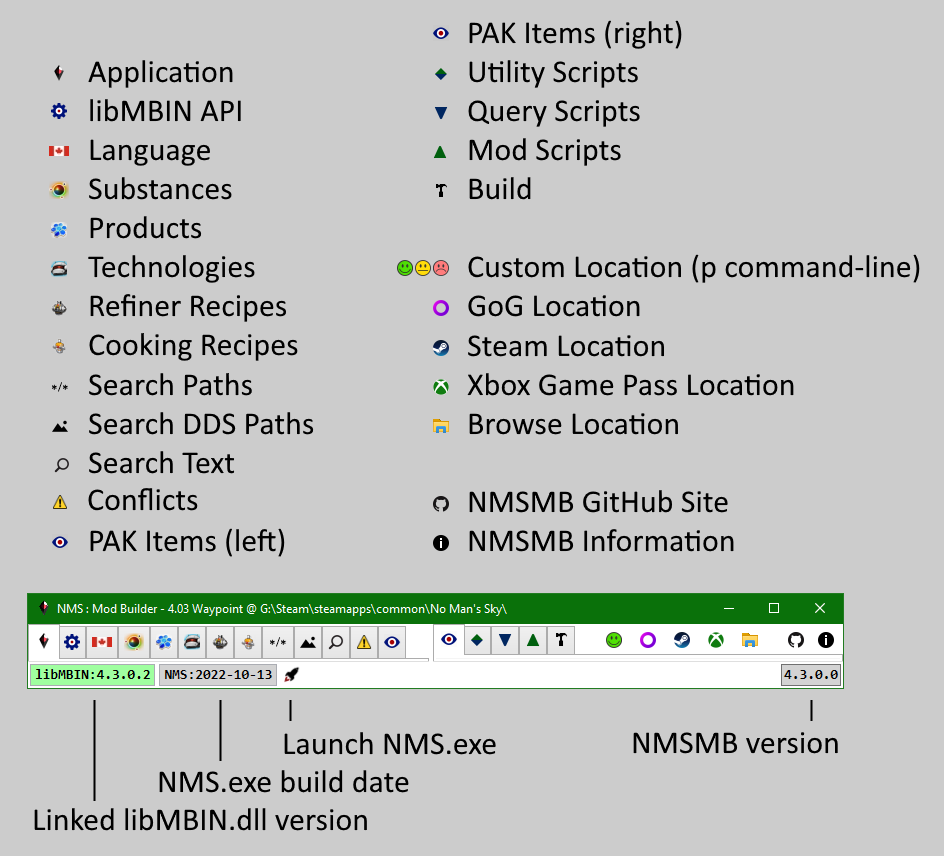 Application
libMBIN API
Language
Substances
Products
Technologies
Refiner Recipes
Cooking Recipes
*/* Search Paths
Search DDS Paths
Search Text
Conflicts
PAK Items (left)
PAK Items (right)
Utility Scripts
Query Scripts
Mod Scripts
Build
Custom Location (p command-line)
GoG Location
Steam Location
Xbox Game Pass Location
Browse Location
NMSMB GitHub Site
NMSMB Information
NMS : Mod Builder - 4.03 Waypoint @ G:\Steam\steamapps\common\No Man's Sky\
*/*
libMBIN:4.3.0.2 NMS:2022-10-13 4.3.0.0
Launch NMS.exe
NMSMB version
NMS.exe build date
Linked libMBIN.dll version